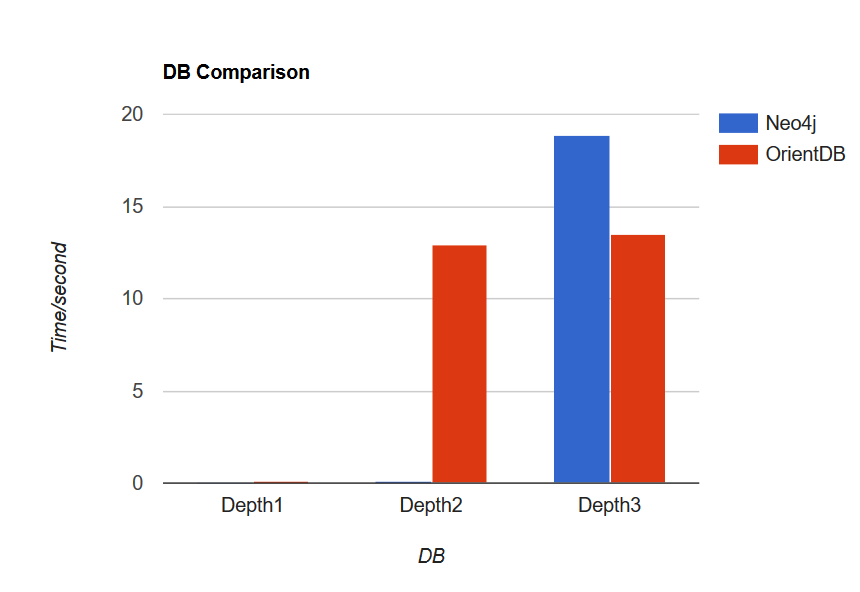 DB Comparison
20
15
10
5
0
Time/second
Depth1
Depth2
Depth3
DB
Neo4j
OrientDB